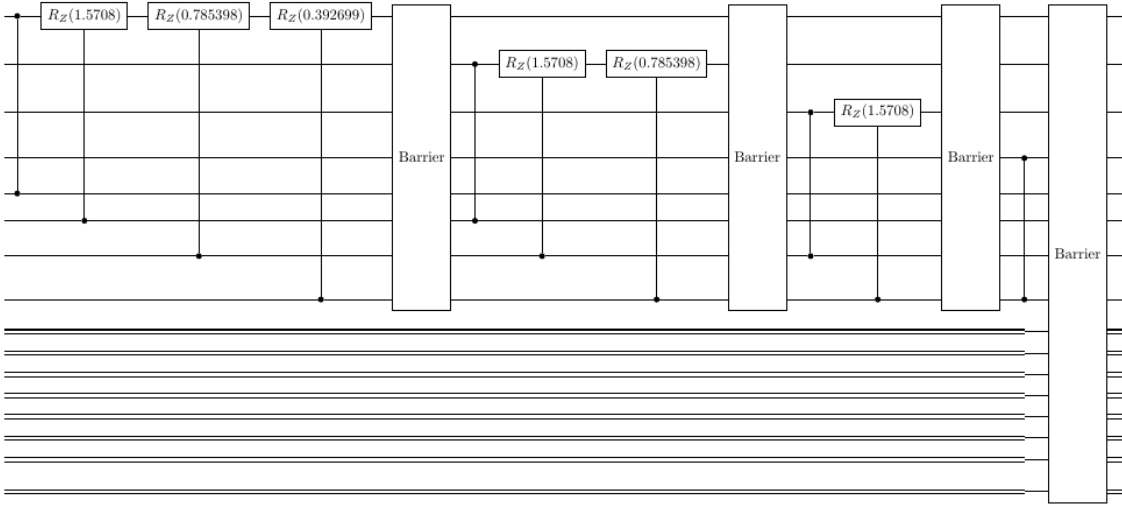 R_Z(1.5708) R_Z(0.785398) R_Z(0.392699)
R_Z(1.5708) R_Z(0.785398)
R_Z(1.5708)
Barrier Barrier Barrier
Barrier